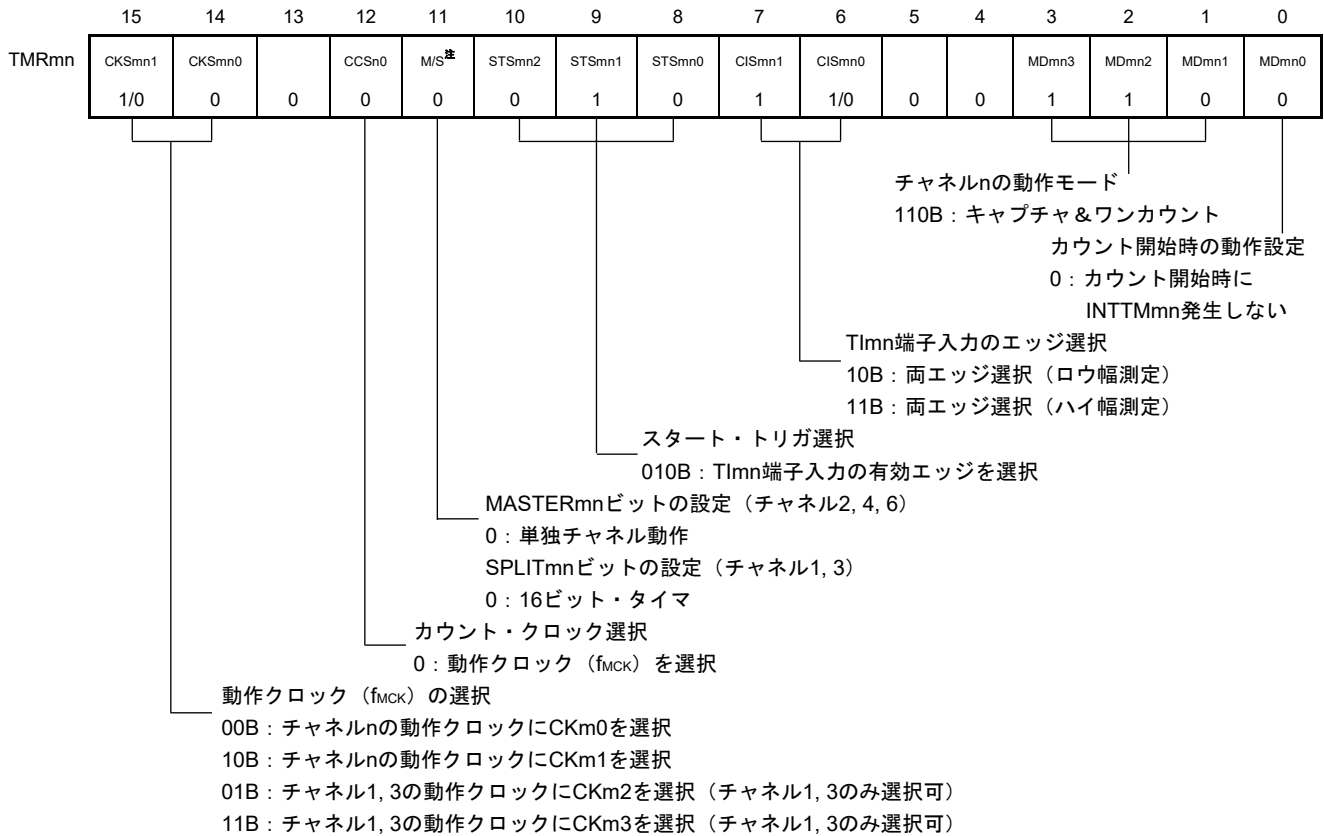 15 14 13 12 11 10 9 8 7 6 5 4 3 2 1 0
TMRmn CKSmn1 CKSmn0 CCSn0 M/S注 STSmn2 STSmn1 STSmn0 CISmn1 CISmn0 MDmn3 MDmn2 MDmn1 MDmn0
1/0 0 0 0 0 0 1 0 1 1/0 0 0 1 1 0 0
チャネルnの動作モード
110B：キャプチャ＆ワンカウント
カウント開始時の動作設定
0：カウント開始時に
INTTMmn発生しない
TImn端子入力のエッジ選択
10B：両エッジ選択（ロウ幅測定）
11B：両エッジ選択（ハイ幅測定）
スタート・トリガ選択
010B：TImn端子入力の有効エッジを選択
MASTERmnビットの設定（チャネル2, 4, 6）
0：単独チャネル動作
SPLITmnビットの設定（チャネル1, 3）
0：16ビット・タイマ
カウント・クロック選択
0：動作クロック（fMCK）を選択
動作クロック（fMCK）の選択
00B：チャネルnの動作クロックにCKm0を選択
10B：チャネルnの動作クロックにCKm1を選択
01B：チャネル1, 3の動作クロックにCKm2を選択（チャネル1, 3のみ選択可）
11B：チャネル1, 3の動作クロックにCKm3を選択（チャネル1, 3のみ選択可）